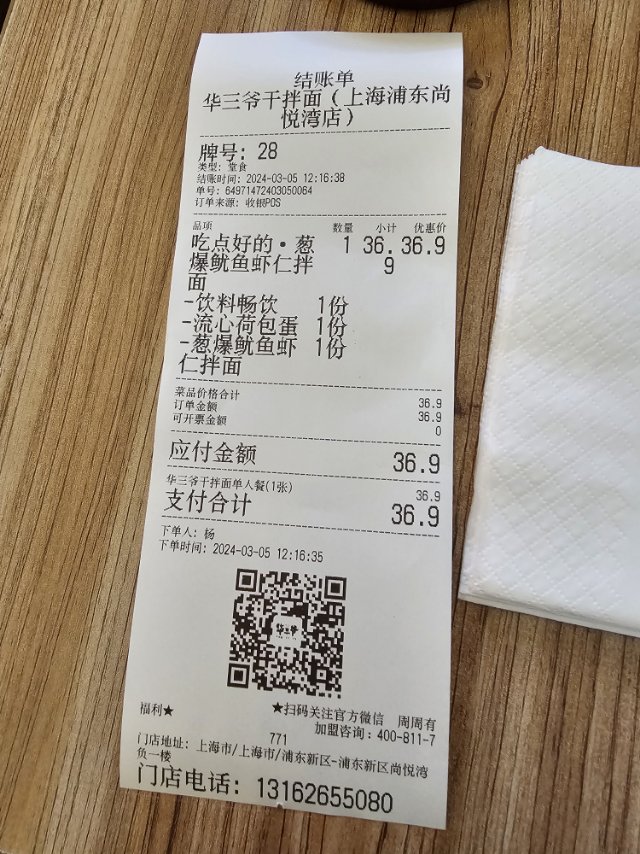 结账单
华三爷干拌面（上海浦东尚
悦湾店）
牌号: 28
类型: 堂食
结账时间: 2024-03-05 12:16:38
单号: 64971472403050064
订单来源: 收银POS
品项 数量 小计 优惠价
吃点好的·葱 1 36. 36.9
爆鱿鱼虾仁拌 9
面
-饮料畅饮 1份
-流心荷包蛋 1份
-葱爆鱿鱼虾 1份
仁拌面
菜品价格合计 36.9
订单金额 36.9
可开票金额 0
应付金额 36.9
华三爷干拌面单人餐(1张) 36.9
支付合计 36.9
下单人: 杨
下单时间: 2024-03-05 12:16:35
华三爷
★扫码关注官方微信 周周有
福利★ 加盟咨询: 400-811-7
771
门店地址: 上海市/上海市/浦东新区-浦东新区尚悦湾
负一楼
门店电话: 13162655080